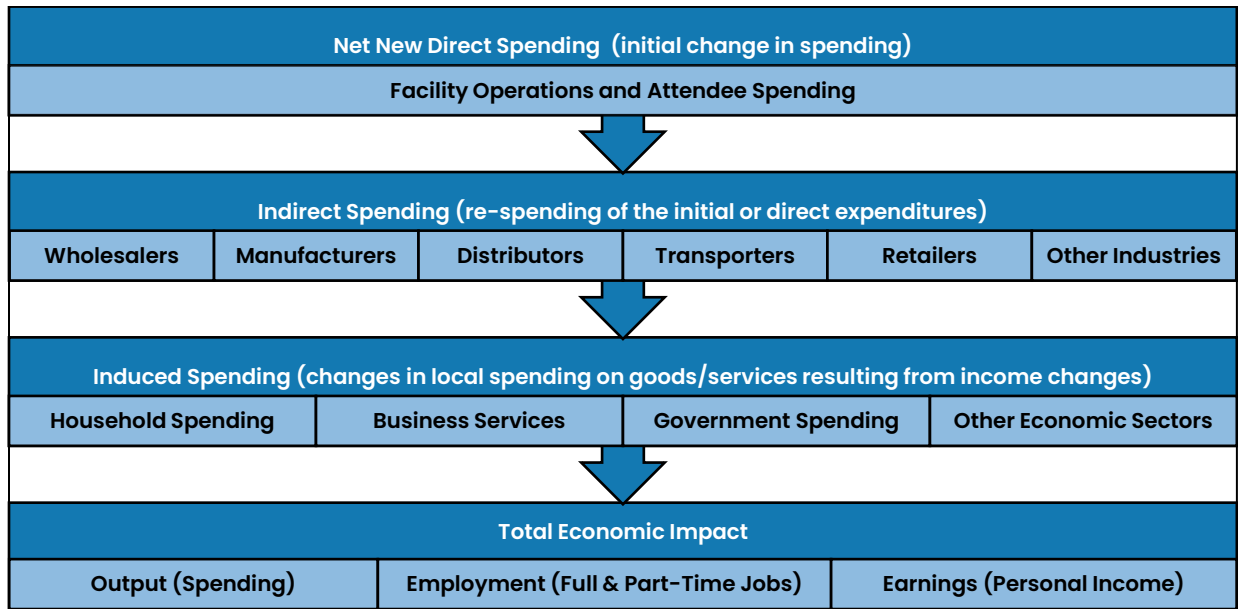 Net New Direct Spending (initial change in spending)
Facility Operations and Attendee Spending
Indirect Spending (re-spending of the initial or direct expenditures)
Wholesalers Manufacturers Distributors Transporters Retailers Other Industries
Induced Spending (changes in local spending on goods/services resulting from income changes)
Household Spending Business Services Government Spending Other Economic Sectors
Total Economic Impact
Output (Spending) Employment (Full & Part-Time Jobs) Earnings (Personal Income)